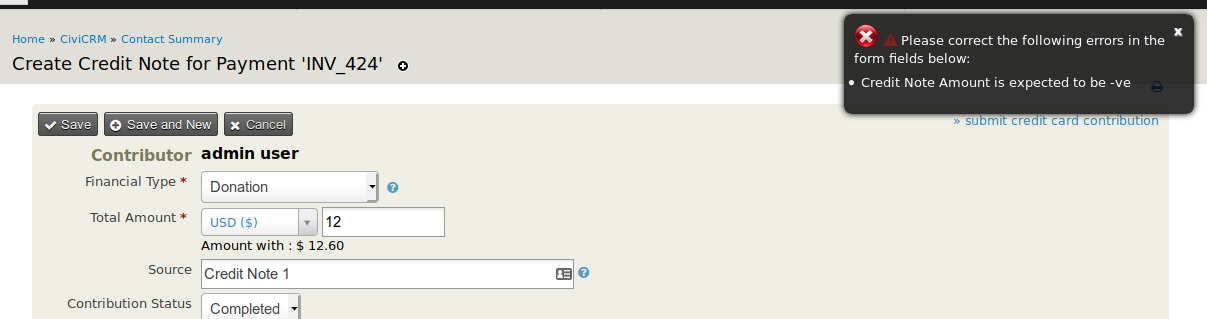 Home » CiviCRM » Contact Summary
Create Credit Note for Payment 'INV_424'
Please correct the following errors in the
form fields below:
Credit Note Amount is expected to be -ve
Save Save and New Cancel
» submit credit card contribution
Contributor admin user
Financial Type * Donation
Total Amount * USD ($) 12
Amount with : $ 12.60
Source Credit Note 1
Contribution Status Completed